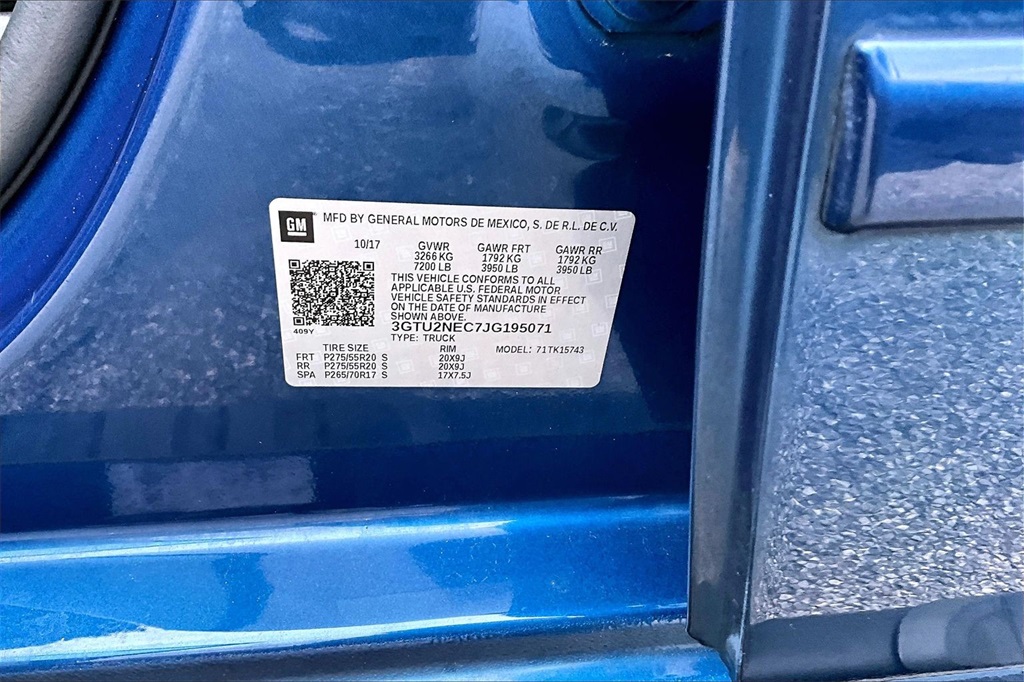 GM MFD BY GENERAL MOTORS DE MEXICO, S. DE R.L. DE C.V.
10/17 GVWR GAWR FRT GAWR RR
3266 KG 1792 KG 1792 KG
7200 LB 3950 LB 3950 LB
THIS VEHICLE CONFORMS TO ALL
APPLICABLE U.S. FEDERAL MOTOR
VEHICLE SAFETY STANDARDS IN EFFECT
ON THE DATE OF MANUFACTURE
SHOWN ABOVE.
409Y 3GTU2NEC7JG195071
TYPE: TRUCK
TIRE SIZE RIM MODEL: 71TK15743
FRT P275/55R20 S 20X9J
RR P275/55R20 S 20X9J
SPA P265/70R17 S 17X7.5J